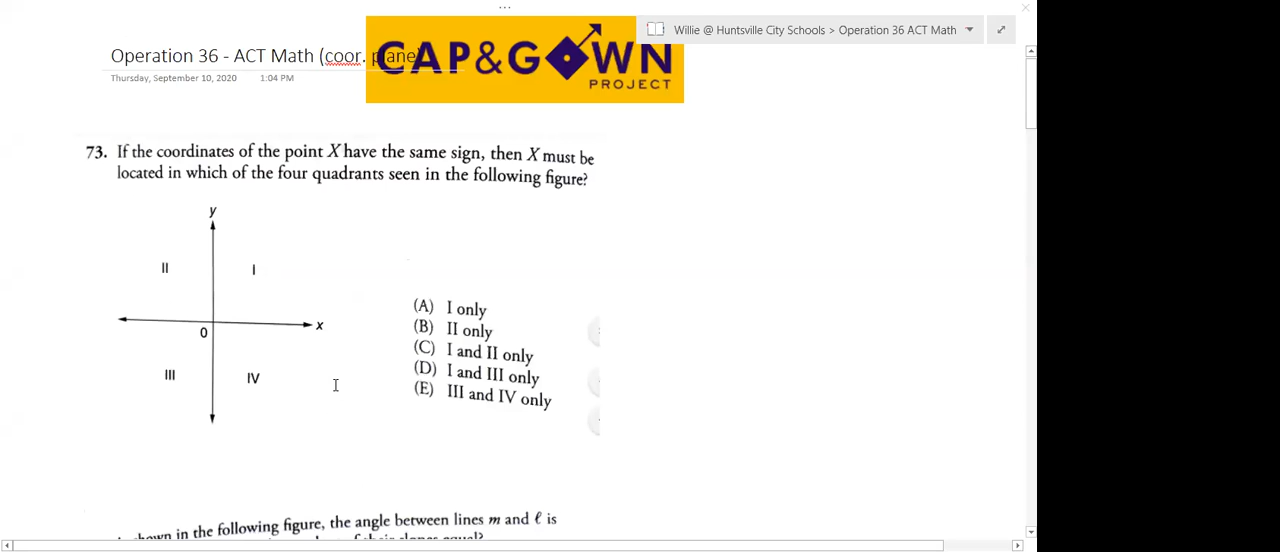 Willie @ Huntsville City Schools > Operation 36 ACT Math
Operation 36 - ACT Math (coor. plane)
CAP&GOWN
PROJECT
Thursday, September 10, 2020 1:04 PM
73. If the coordinates of the point X have the same sign, then X must be
located in which of the four quadrants seen in the following figure?
y
II I
x
0
III IV
(A) I only
(B) II only
(C) I and II only
(D) I and III only
(E) III and IV only
shown in the following figure, the angle between lines m and ℓ is